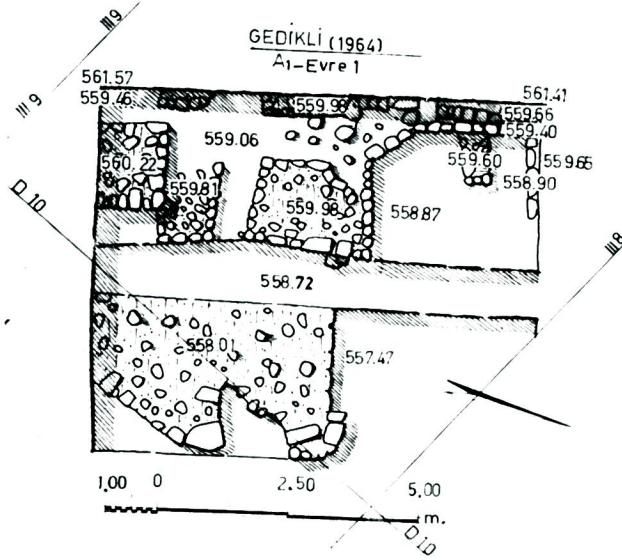 III 9
GEDİKLİ (1964)
A1-Evre 1
561.57
561.41
III 9
559.46
559.98
559.66
559.40
559.06
560.22
559.60
559.65
559.81
558.90
D 10
559.98
558.87
III 8
558.72
558.01
557.47
1,00 0 2.50 5,00
m.
D10